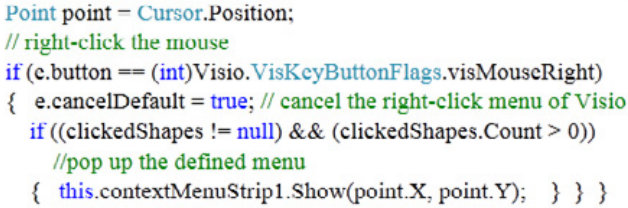 Point point = Cursor.Position;
// right-click the mouse
if (e.button == (int)Visio.VisKeyButtonFlags.visMouseRight)
{ e.cancelDefault = true; // cancel the right-click menu of Visio
if ((clickedShapes != null) && (clickedShapes.Count > 0))
//pop up the defined menu
{ this.contextMenuStrip1.Show(point.X, point.Y); } } }